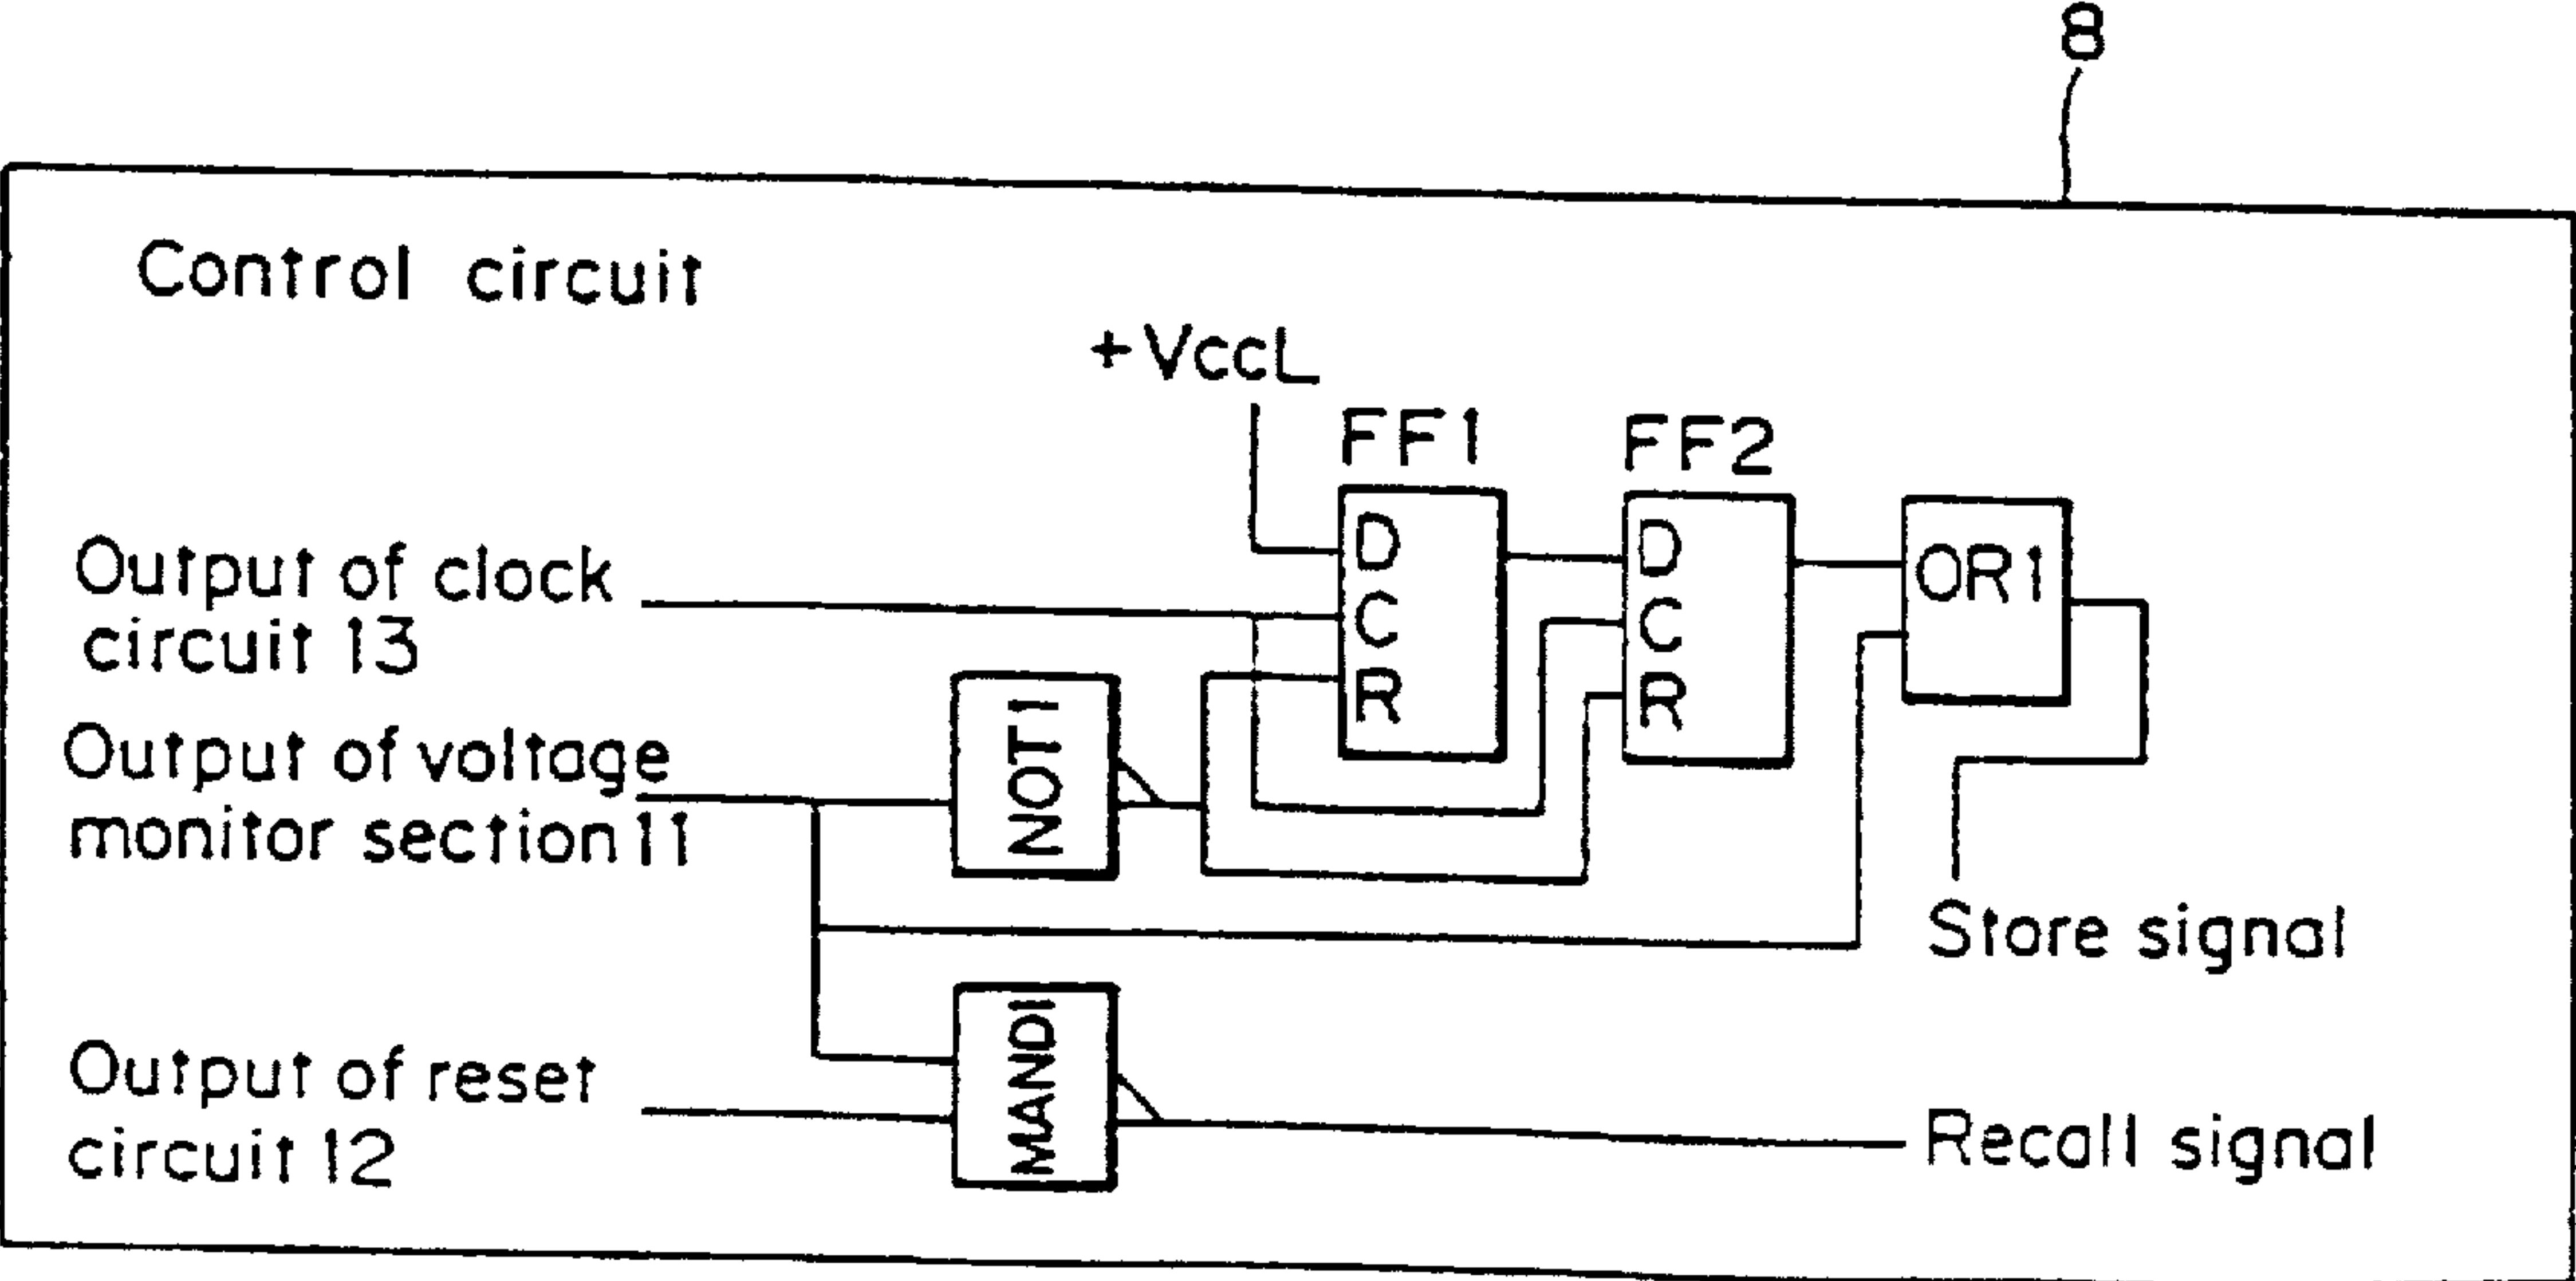 8
Control circuit
+VccL
FF1
FF2
D
C
R
D
C
R
OR1
Output of clock
circuit 13
NOT1
Output of voltage
monitor section 11
Store signal
MAND1
Output of reset
circuit 12
Recall signal